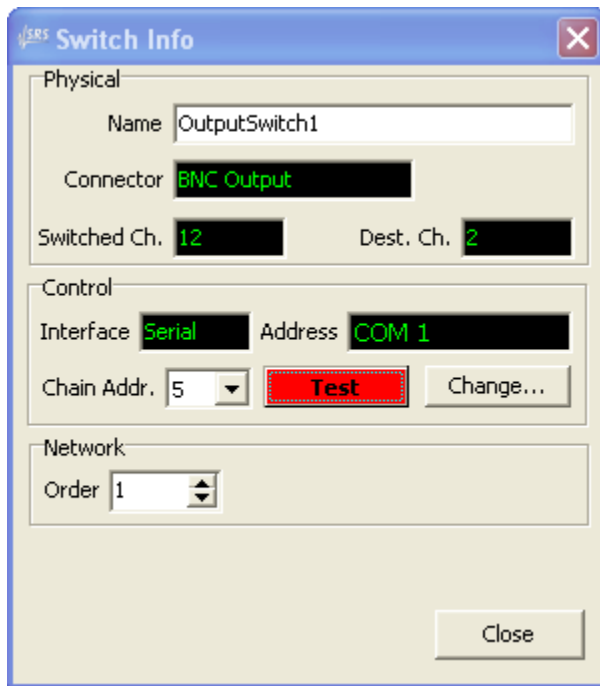 SRS Switch Info
Physical
Name OutputSwitch1
Connector BNC Output
Switched Ch. 12 Dest. Ch. 2
Control
Interface Serial Address COM 1
Chain Addr. 5 Test Change...
Network
Order 1
Close